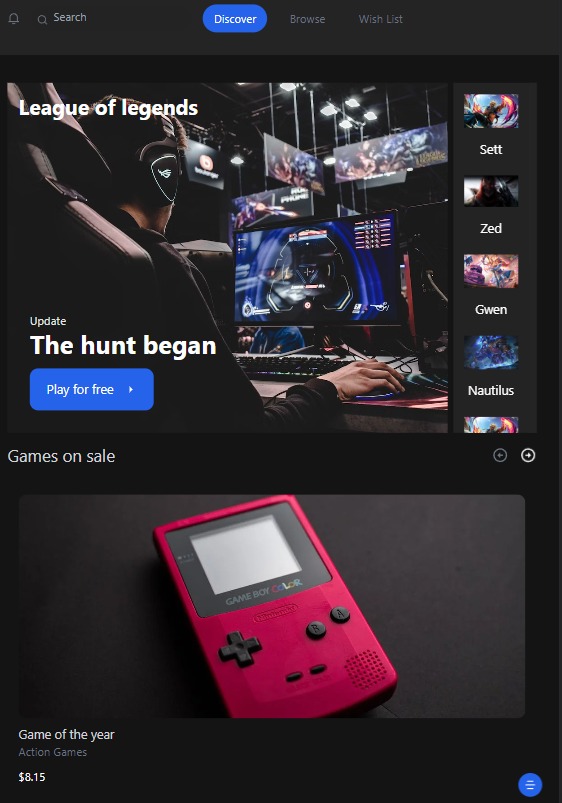 Search
Discover
Browse
Wish List
League of legends
Sett
Zed
Gwen
Nautilus
Update
The hunt began
Play for free
Games on sale
GAME BOY COLOR
B
A
Game of the year
Action Games
$8.15